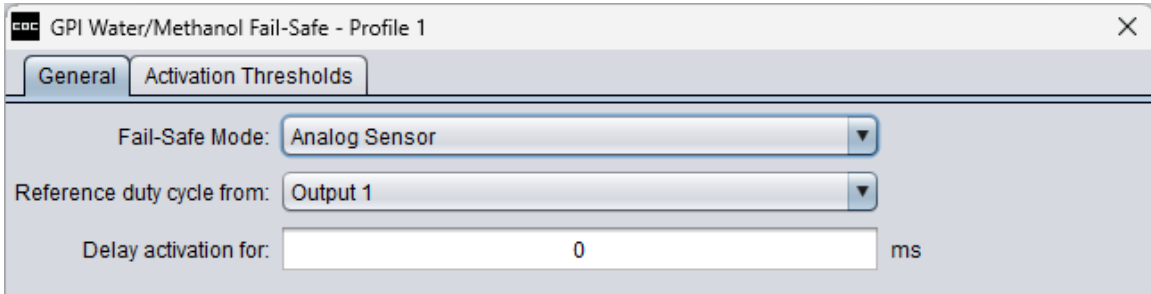 COC GPI Water/Methanol Fail-Safe - Profile 1
General Activation Thresholds
Fail-Safe Mode: Analog Sensor
Reference duty cycle from: Output 1
Delay activation for: 0 ms